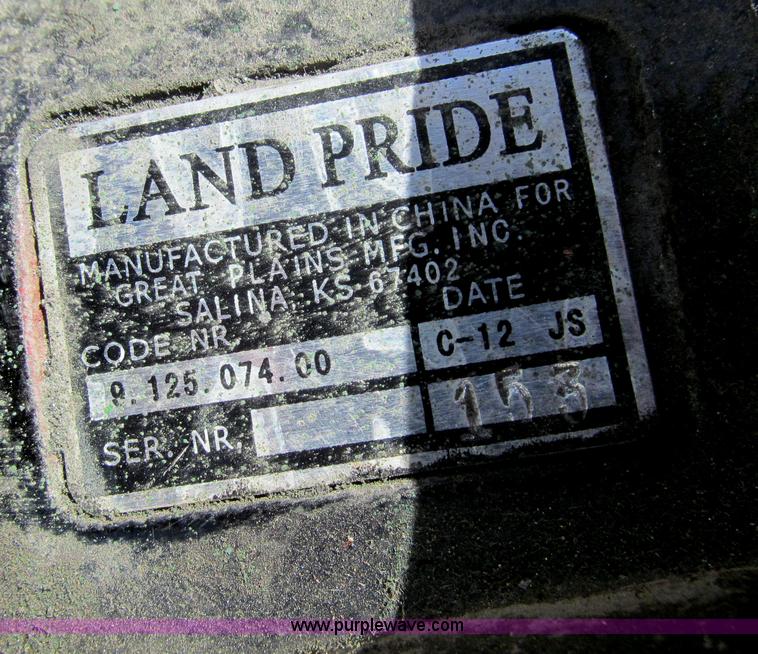 LAND PRIDE
MANUFACTURED IN CHINA FOR
GREAT PLAINS MFG. INC.
SALINA KS 67402
CODE NR. DATE
9.125.074.00 C-12 JS
SER. NR. 153
www.purplewave.com